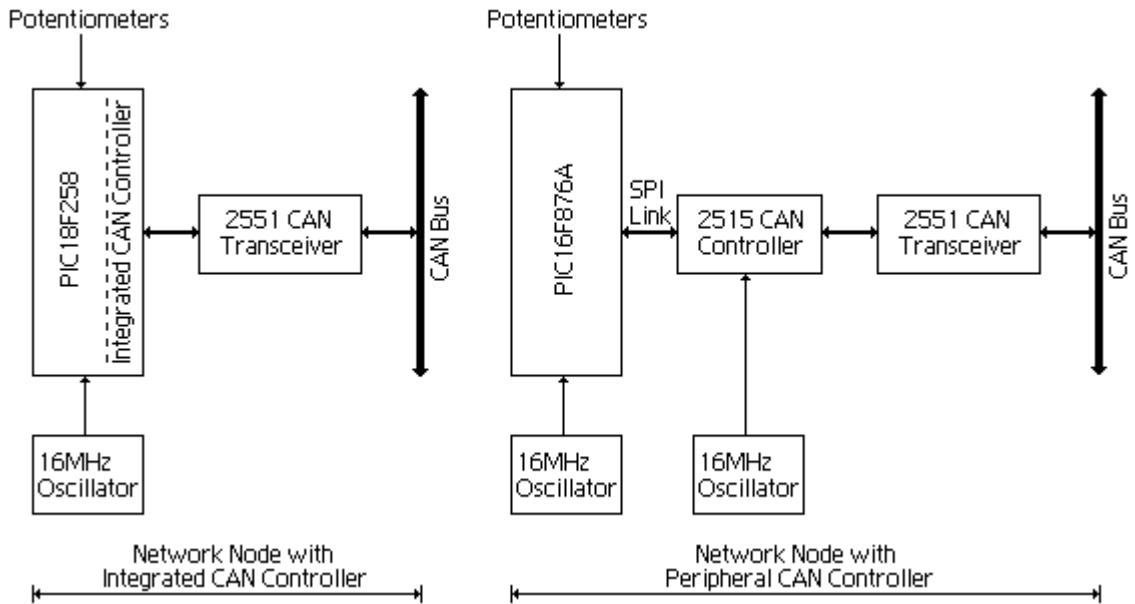 Potentiometers
PIC18F258
Integrated CAN Controller
2551 CAN
Transceiver
CAN Bus
16MHz
Oscillator
Network Node with
Integrated CAN Controller
Potentiometers
PIC16F876A
SPI
Link
2515 CAN
Controller
2551 CAN
Transceiver
CAN Bus
16MHz
Oscillator
16MHz
Oscillator
Network Node with
Peripheral CAN Controller